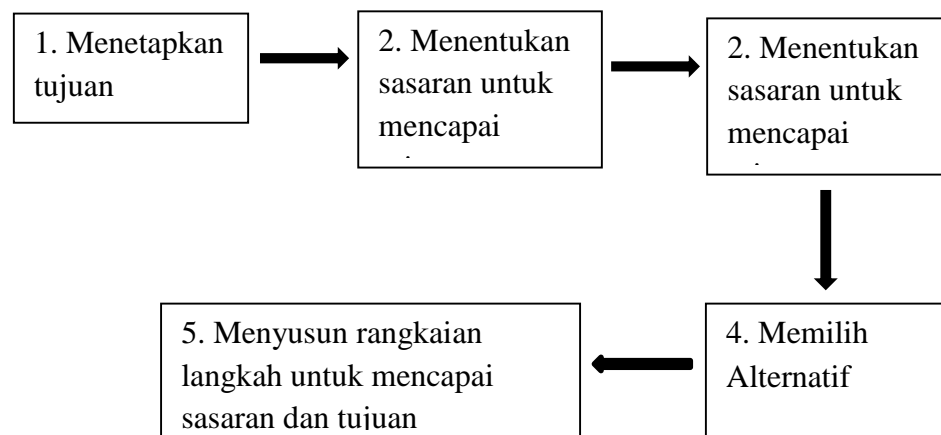 1. Menetapkan
tujuan
2. Menentukan
sasaran untuk
mencapai
2. Menentukan
sasaran untuk
mencapai
4. Memilih
Alternatif
5. Menyusun rangkaian
langkah untuk mencapai
sasaran dan tujuan